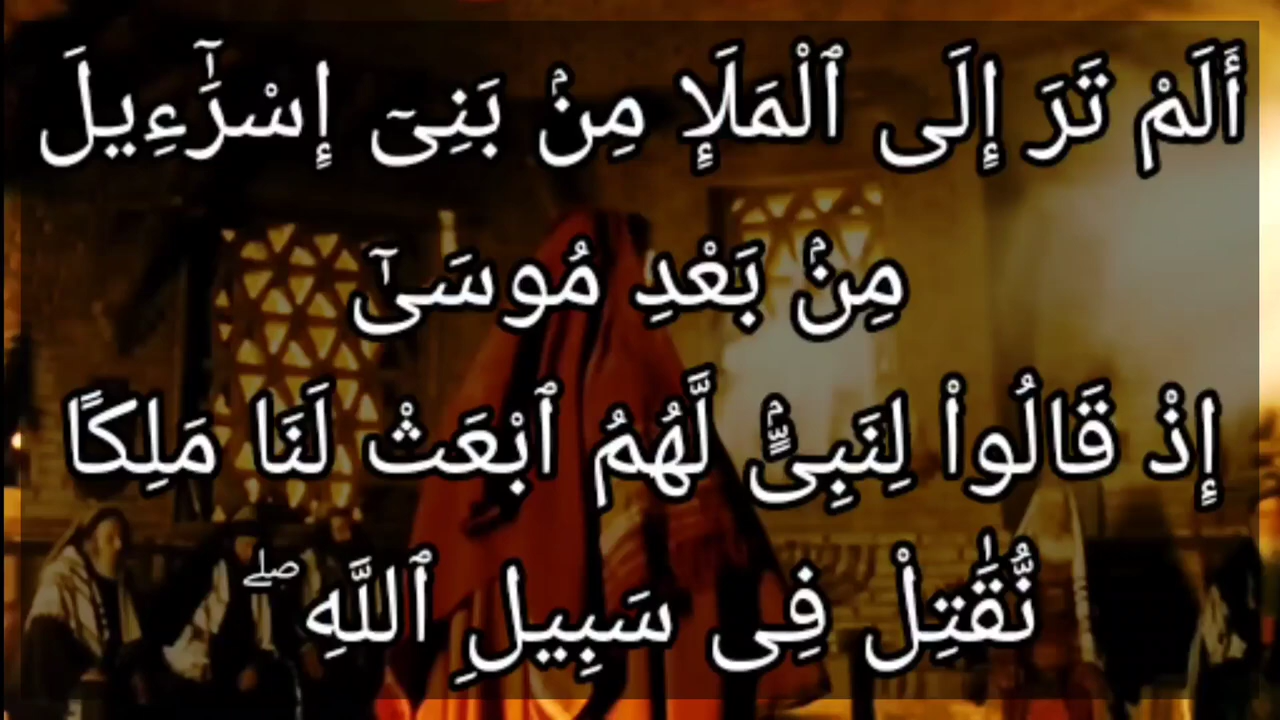 أَلَمْ تَرَ إِلَى ٱلْمَلَإِ مِنۢ بَنِىٓ إِسْرَٰٓءِيلَ
مِنۢ بَعْدِ مُوسَىٰٓ
إِذْ قَالُوا۟ لِنَبِىٍّۢ لَّهُمُ ٱبْعَثْ لَنَا مَلِكًا
نُّقَٰتِلْ فِى سَبِيلِ ٱللَّهِ ۖ